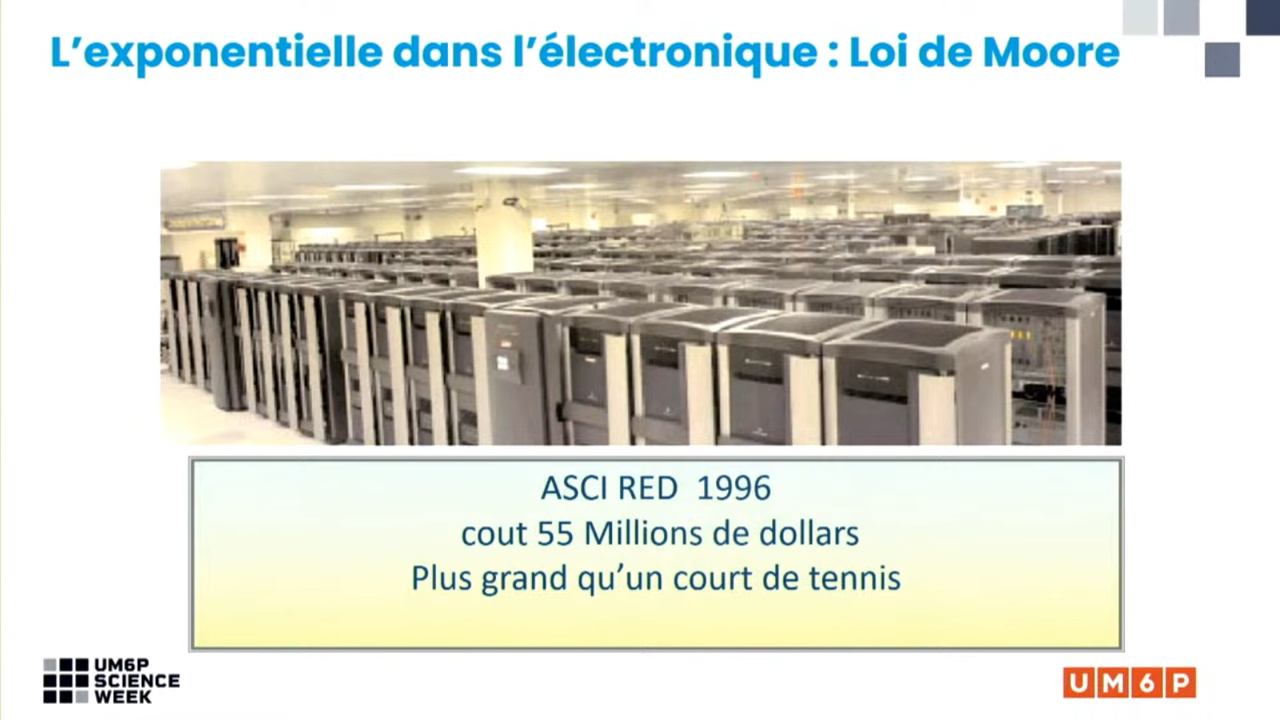 L’exponentielle dans l’électronique : Loi de Moore
ASCI RED 1996
cout 55 Millions de dollars
Plus grand qu’un court de tennis
UM6P
SCIENCE
WEEK
UM6P